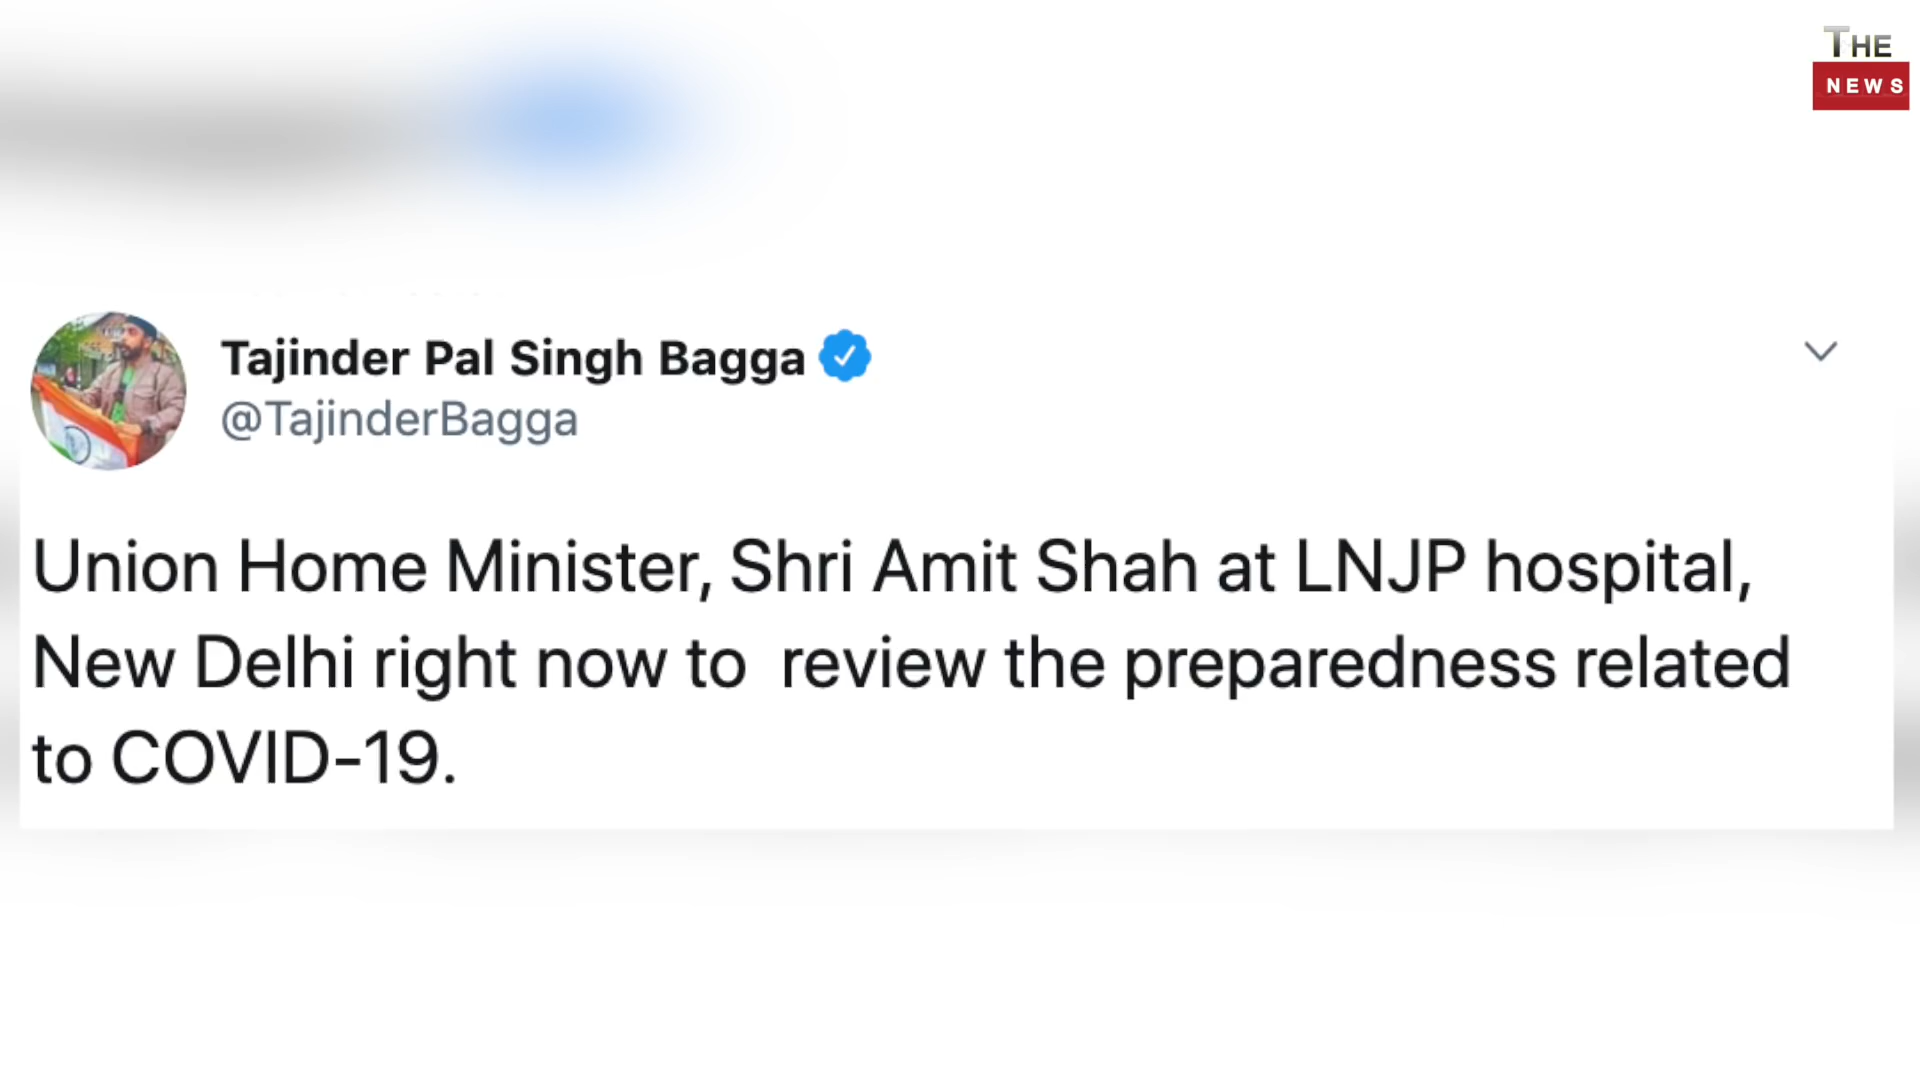 THE
NEWS
Tajinder Pal Singh Bagga
@TajinderBagga
Union Home Minister, Shri Amit Shah at LNJP hospital,
New Delhi right now to  review the preparedness related
to COVID-19.